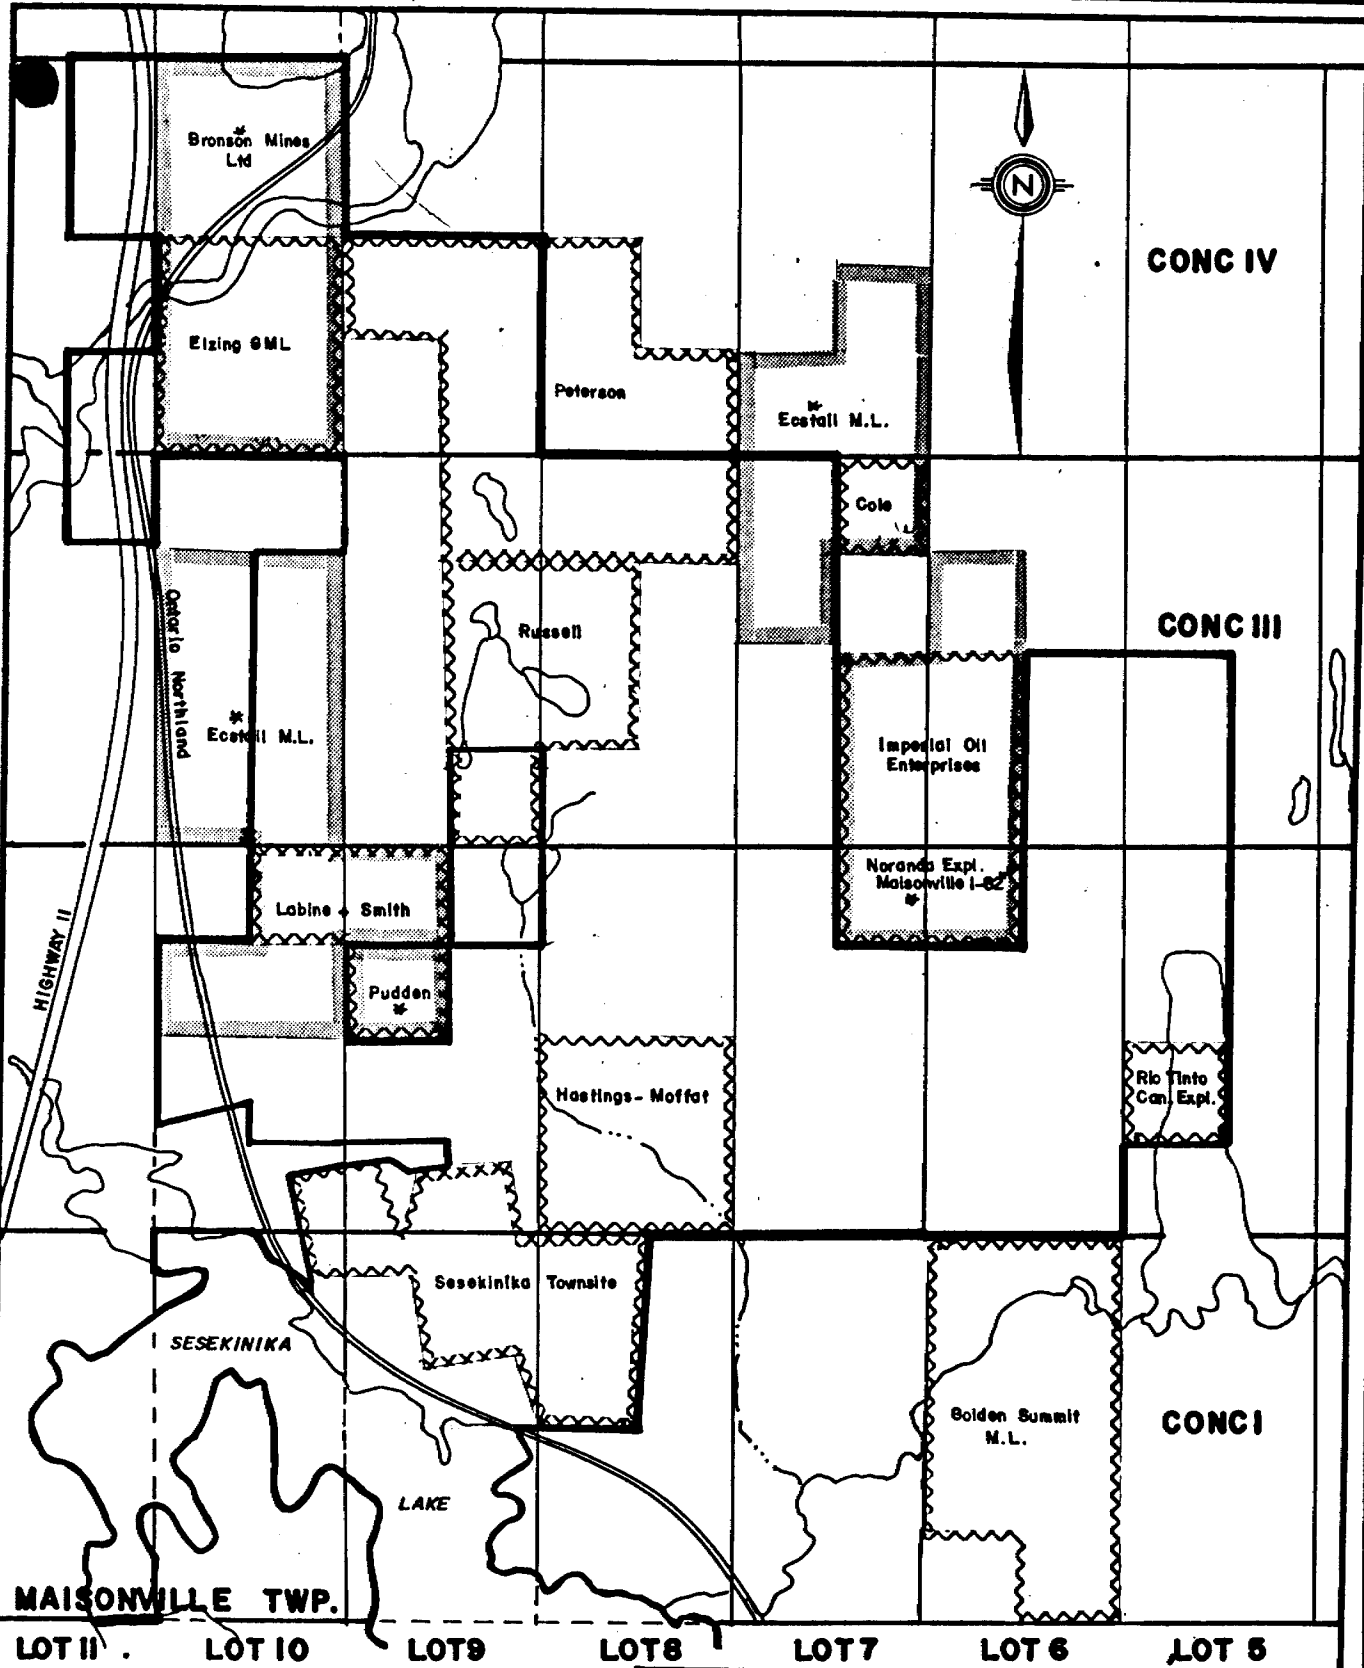 Bronson Mines
Ltd
N
CONC IV
Elzing GML
Peterson
Ecstall M.L.
Cole
Ontario Northland
Russell
CONC III
Ecstall M.L.
Imperial Oil
Enterprises
Noranda Expl.
Maisonville 1-82
Labine + Smith
HIGHWAY 11
Pudden
Hastings - Moffat
Rio Tinto
Can. Expl.
Sesekinika Townsite
SESEKINIKA
Golden Summit
M.L.
CONC I
LAKE
MAISONVILLE TWP.
LOT 11 . LOT 10 LOT 9 LOT 8 LOT 7 LOT 6 LOT 5